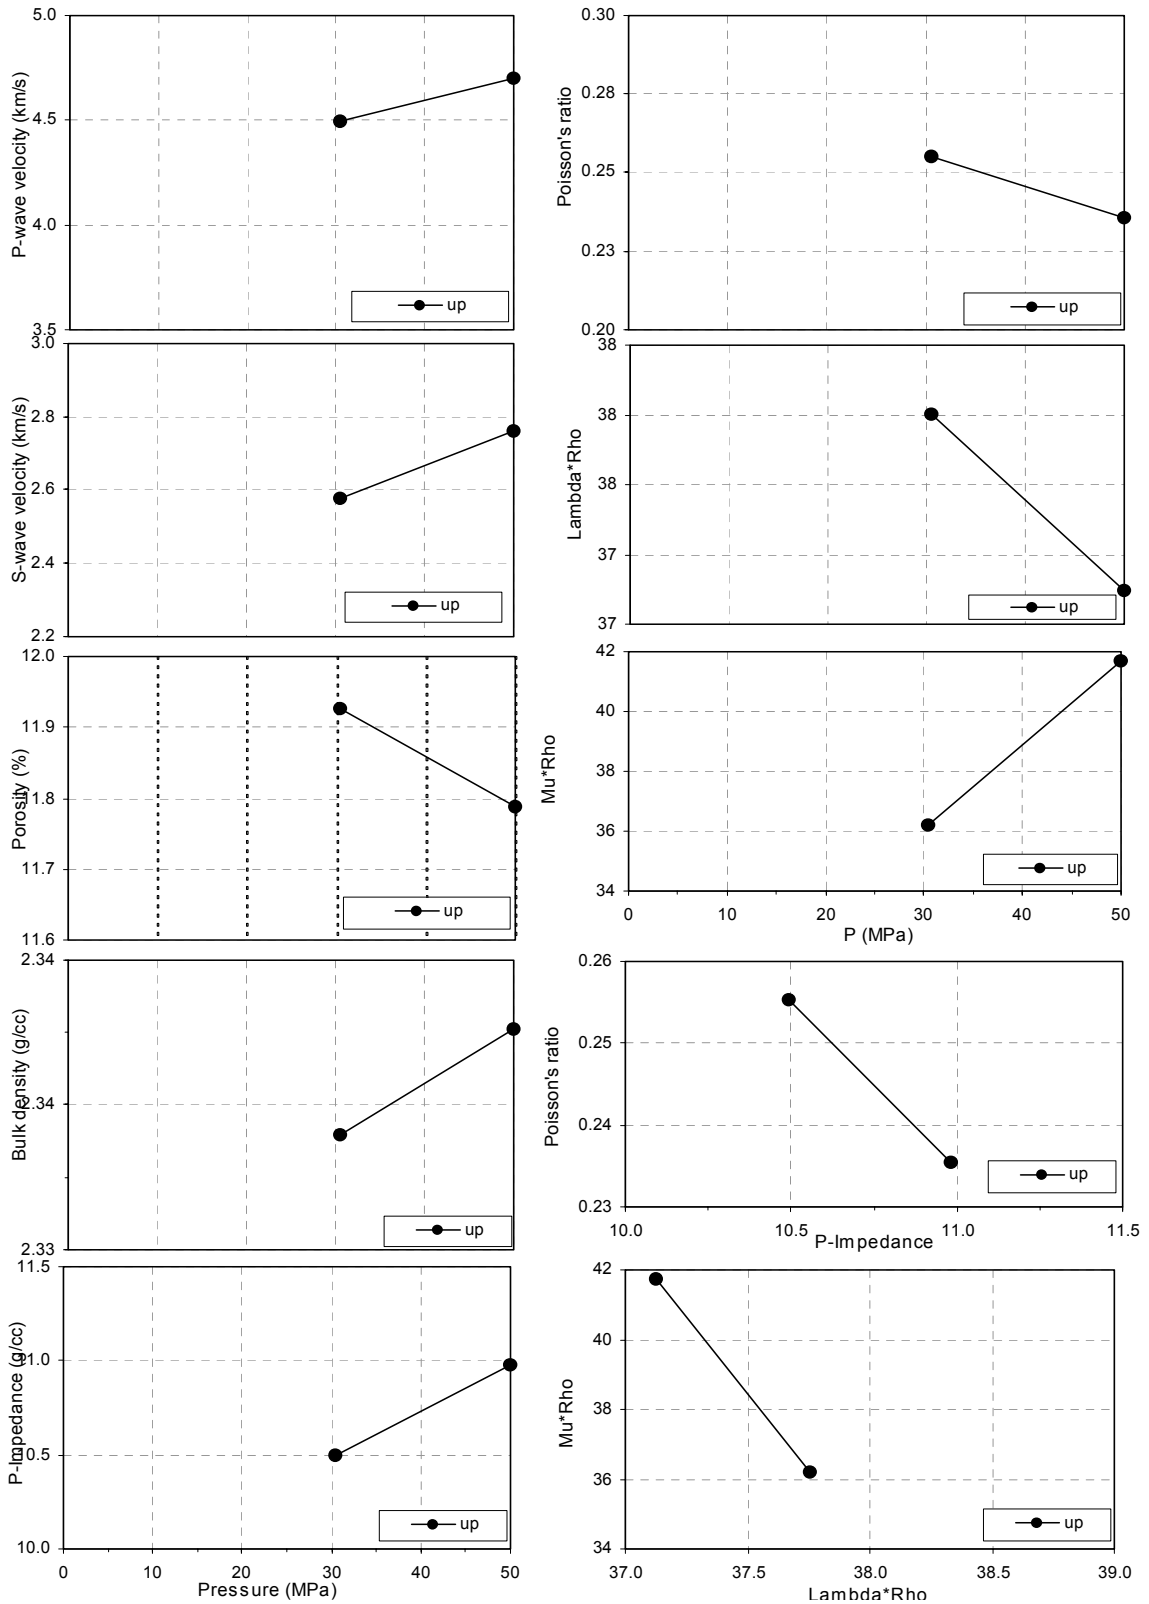 5.0
4.5
4.0
3.5
P-wave velocity (km/s)
up
0.30
0.28
0.25
0.23
0.20
Poisson's ratio
up
3.0
2.8
2.6
2.4
2.2
S-wave velocity (km/s)
up
38
38
38
37
37
Lambda*Rho
up
12.0
11.9
11.8
11.7
11.6
Porosity (%)
up
42
40
38
36
34
Mu*Rho
up
0 10 20 30 40 50
P (MPa)
2.34
2.34
2.33
Bulk density (g/cc)
up
0.26
0.25
0.24
0.23
Poisson's ratio
up
10.0 10.5 11.0 11.5
P-Impedance
11.5
11.0
10.5
10.0
P-Impedance (g/cc)
up
0 10 20 30 40 50
Pressure (MPa)
42
40
38
36
34
Mu*Rho
up
37.0 37.5 38.0 38.5 39.0
Lambda*Rho